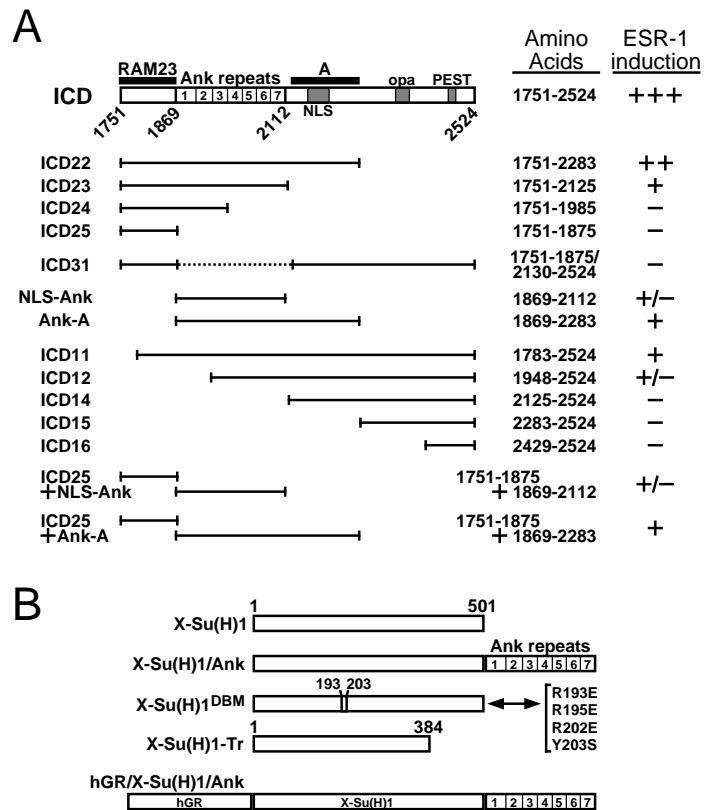 A
Amino ESR-1
Acids induction
RAM23 Ank repeats A
opa PEST
ICD 1 2 3 4 5 6 7 1751-2524 +++
NLS
1751 1869 2112 2524
ICD22 1751-2283 ++
ICD23 1751-2125 +
ICD24 1751-1985 −
ICD25 1751-1875 −
ICD31 1751-1875/ −
2130-2524
NLS-Ank 1869-2112 +/−
Ank-A 1869-2283 +
ICD11 1783-2524 +
ICD12 1948-2524 +/−
ICD14 2125-2524 −
ICD15 2283-2524 −
ICD16 2429-2524 −
ICD25 1751-1875
+NLS-Ank + 1869-2112 +/−
ICD25 1751-1875
+Ank-A + 1869-2283 +
B
1 501
X-Su(H)1
Ank repeats
X-Su(H)1/Ank 1 2 3 4 5 6 7
193 203
X-Su(H)1DBM R193E
R195E
R202E
Y203S
1 384
X-Su(H)1-Tr
hGR/X-Su(H)1/Ank
hGR X-Su(H)1 1 2 3 4 5 6 7